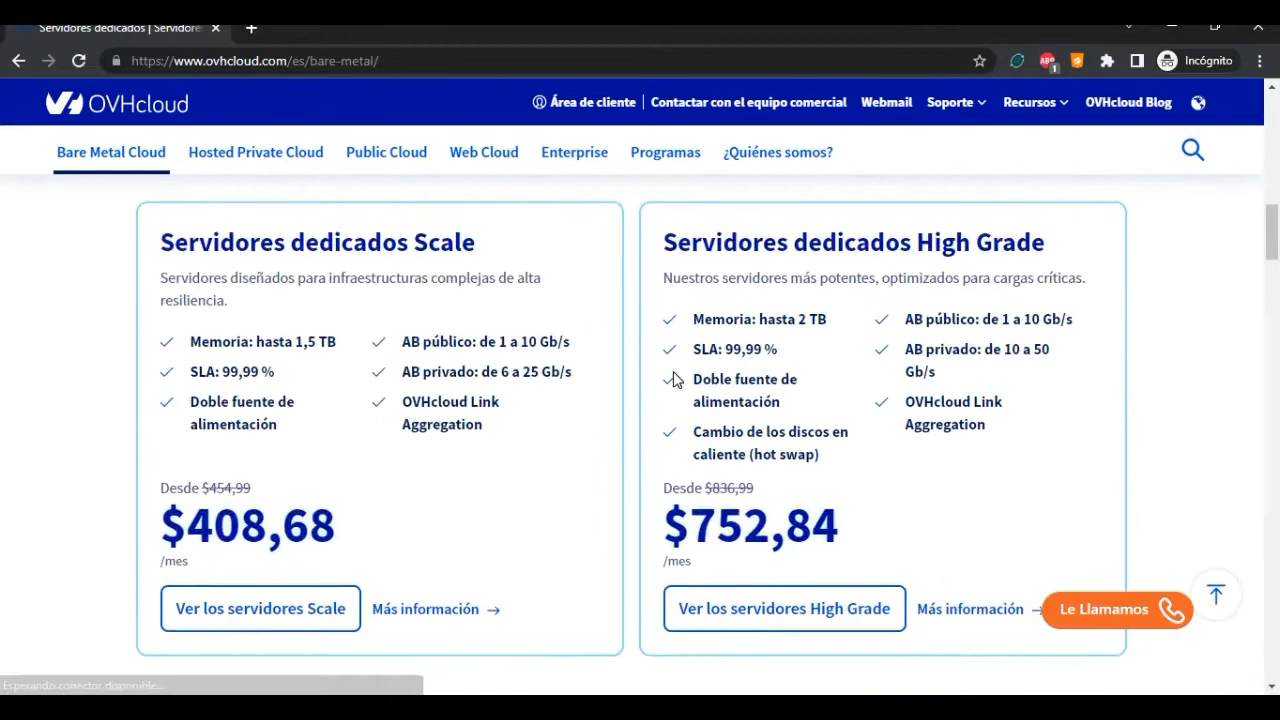 Servidores dedicados | Servidore
https://www.ovhcloud.com/es/bare-metal/
ABP
1
Incógnito
OVHcloud
Área de cliente
Contactar con el equipo comercial
Webmail
Soporte
Recursos
OVHcloud Blog
Bare Metal Cloud
Hosted Private Cloud
Public Cloud
Web Cloud
Enterprise
Programas
¿Quiénes somos?
Servidores dedicados Scale
Servidores diseñados para infraestructuras complejas de alta
resiliencia.
Memoria: hasta 1,5 TB
SLA: 99,99 %
Doble fuente de
alimentación
AB público: de 1 a 10 Gb/s
AB privado: de 6 a 25 Gb/s
OVHcloud Link
Aggregation
Desde $454,99
$408,68
/mes
Ver los servidores Scale
Más información →
Servidores dedicados High Grade
Nuestros servidores más potentes, optimizados para cargas críticas.
Memoria: hasta 2 TB
SLA: 99,99 %
Doble fuente de
alimentación
Cambio de los discos en
caliente (hot swap)
AB público: de 1 a 10 Gb/s
AB privado: de 10 a 50
Gb/s
OVHcloud Link
Aggregation
Desde $836,99
$752,84
/mes
Ver los servidores High Grade
Más información →
Le Llamamos
Esperando conector disponible...